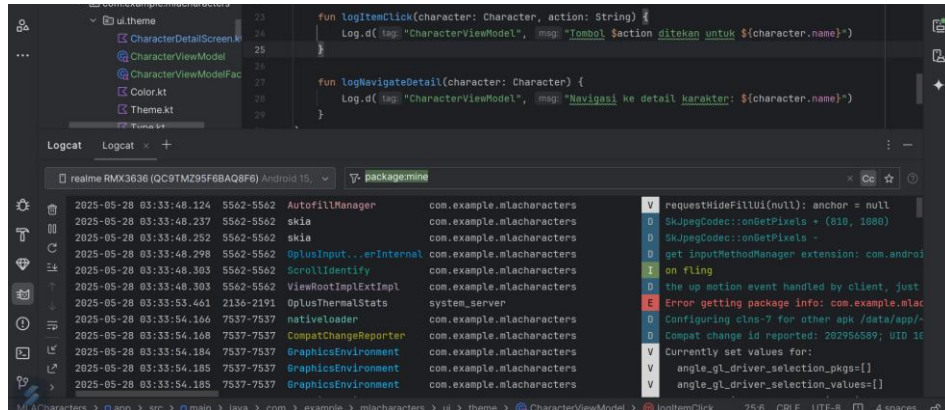 ui.theme
CharacterDetailScreen.k
CharacterViewModel
CharacterViewModelFac
Color.kt
Theme.kt
23 fun logItemClick(character: Character, action: String) {
24 Log.d( tag: "CharacterViewModel", msg: "Tombol $action ditekan untuk ${character.name}")
25 }
26
27 fun logNavigateDetail(character: Character) {
28 Log.d( tag: "CharacterViewModel", msg: "Navigasi ke detail karakter: ${character.name}")
29 }
Logcat Logcat × +
realme RMX3636 (QC9TMZ95F6BAQ8F6) Android 15, package:mine Cc
2025-05-28 03:33:48.124 5562-5562 AutofillManager com.example.mlacharacters V requestHideFillUi(null): anchor = null
2025-05-28 03:33:48.237 5562-5562 skia com.example.mlacharacters D SkJpegCodec::onGetPixels + (810, 1080)
2025-05-28 03:33:48.252 5562-5562 skia com.example.mlacharacters D SkJpegCodec::onGetPixels -
2025-05-28 03:33:48.298 5562-5562 OplusInput...erInternal com.example.mlacharacters D get inputMethodManager extension: com.androi
2025-05-28 03:33:48.303 5562-5562 ScrollIdentify com.example.mlacharacters I on fling
2025-05-28 03:33:48.303 5562-5562 ViewRootImplExtImpl com.example.mlacharacters D the up motion event handled by client, just
2025-05-28 03:33:53.461 2136-2191 OplusThermalStats system_server E Error getting package info: com.example.mlac
2025-05-28 03:33:54.166 7537-7537 nativeloader com.example.mlacharacters D Configuring clns-7 for other apk /data/app/~
2025-05-28 03:33:54.168 7537-7537 CompatChangeReporter com.example.mlacharacters D Compat change id reported: 202956589; UID 10
2025-05-28 03:33:54.184 7537-7537 GraphicsEnvironment com.example.mlacharacters V Currently set values for:
2025-05-28 03:33:54.185 7537-7537 GraphicsEnvironment com.example.mlacharacters V angle_gl_driver_selection_pkgs=[]
2025-05-28 03:33:54.185 7537-7537 GraphicsEnvironment com.example.mlacharacters V angle_gl_driver_selection_values=[]
MLACharacters > app > src > main > java > com > example > mlacharacters > ui > theme > CharacterViewModel > logItemClick 25:6 CRLF UTF-8 4 spaces